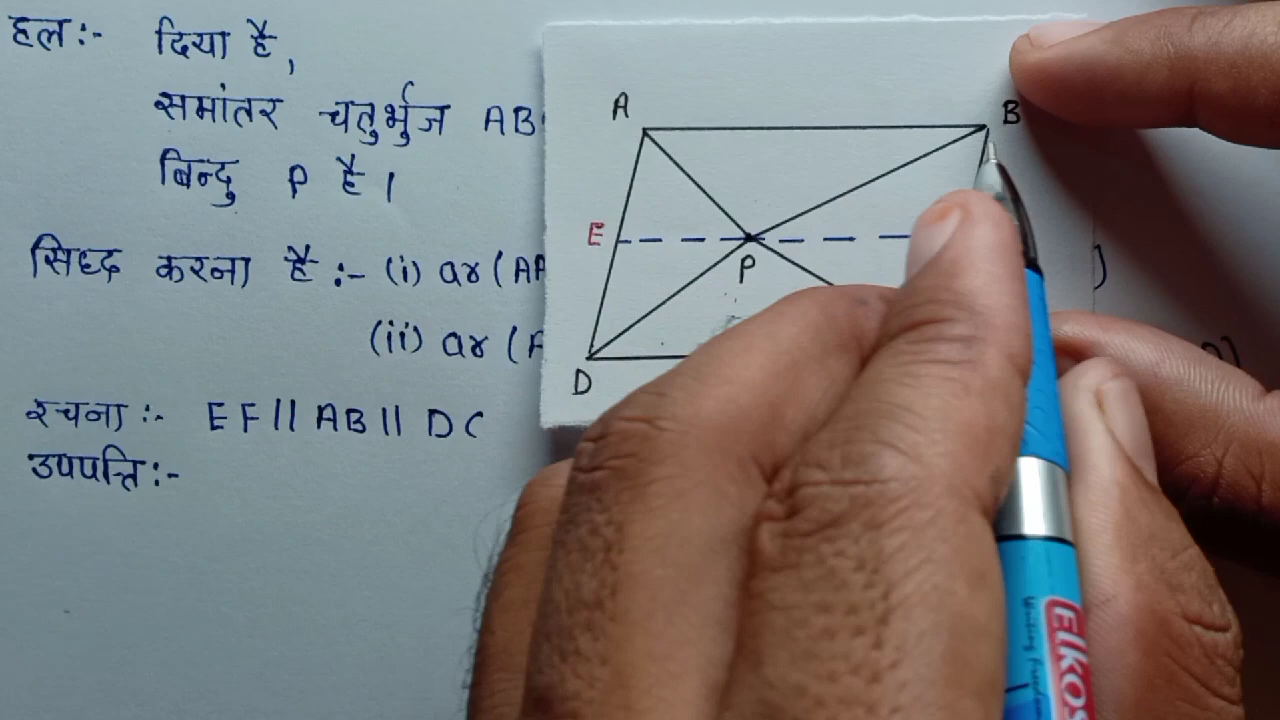 हल:- दिया है,
समांतर चतुर्भुज AB
बिन्दु P है।
सिध्द करना है:- (i) ar(AP
(ii) ar(A
रचना:- EF || AB || DC
उपपत्ति:-
A
B
E
P
D
ELKOS